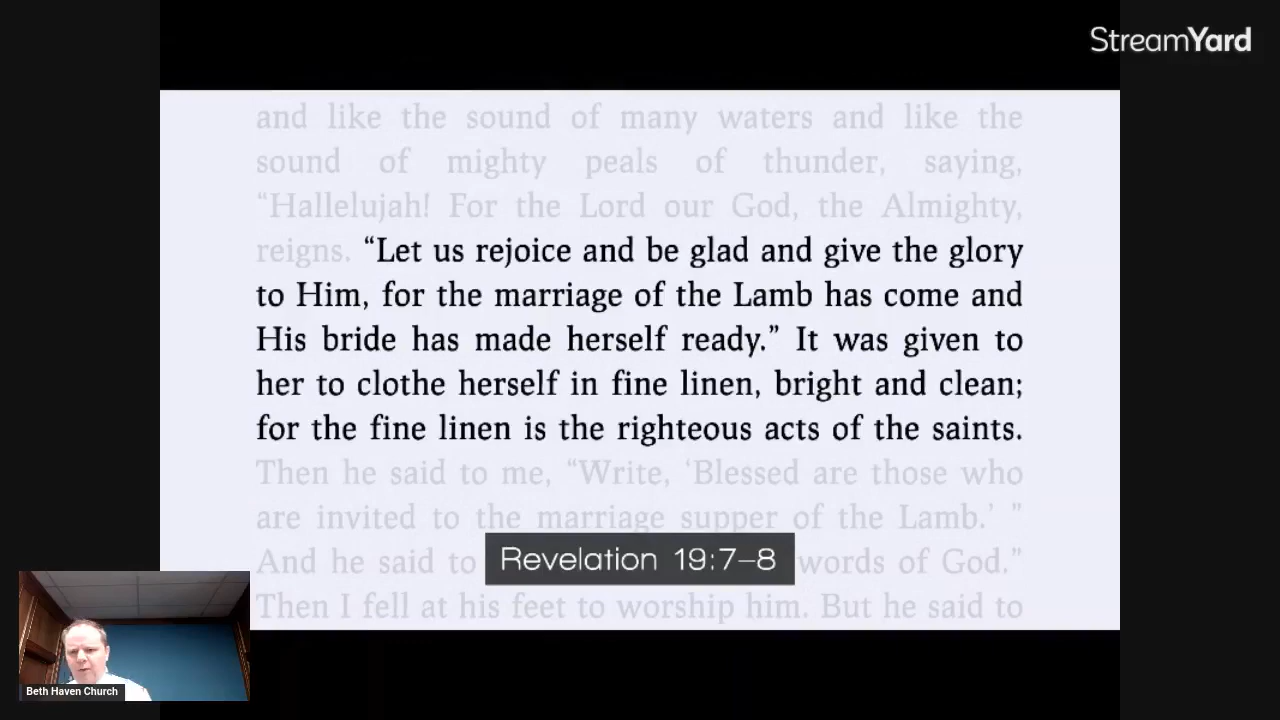 StreamYard
and like the sound of many waters and like the
sound of mighty peals of thunder, saying,
“Hallelujah! For the Lord our God, the Almighty,
reigns. “Let us rejoice and be glad and give the glory
to Him, for the marriage of the Lamb has come and
His bride has made herself ready.” It was given to
her to clothe herself in fine linen, bright and clean;
for the fine linen is the righteous acts of the saints.
Then he said to me, “Write, ‘Blessed are those who
are invited to the marriage supper of the Lamb.’ ”
And he said to words of God.”
Revelation 19:7–8
Then I fell at his feet to worship him. But he said to
Beth Haven Church